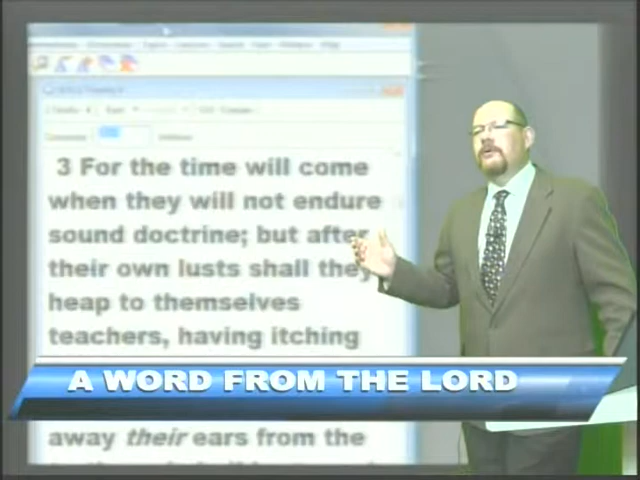 3 For the time will come
when they will not endure
sound doctrine; but after
their own lusts shall they
heap to themselves
teachers, having itching
A WORD FROM THE LORD
away their ears from the